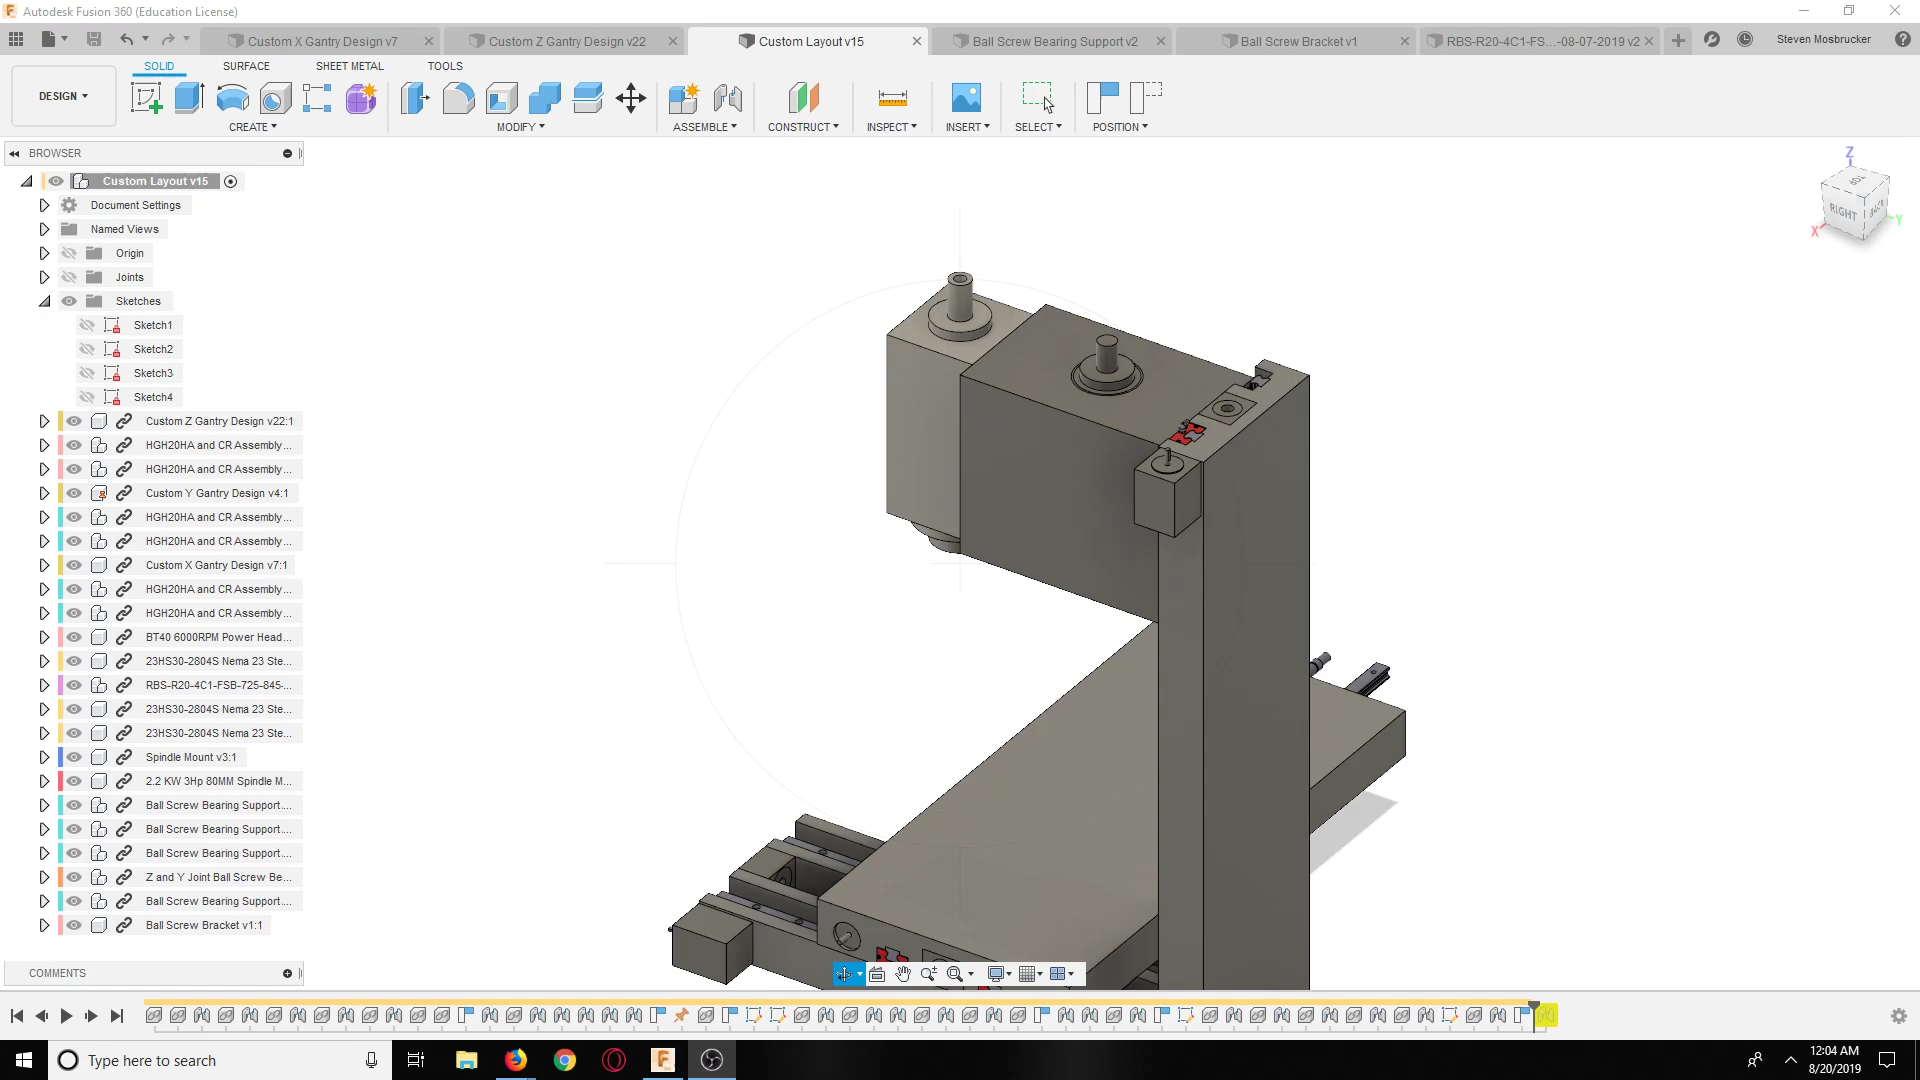 Autodesk Fusion 360 (Education License)
Custom X Gantry Design v7
Custom Z Gantry Design v22
Custom Layout v15
Ball Screw Bearing Support v2
Ball Screw Bracket v1
RBS-R20-4C1-FS...-08-07-2019 v2
Steven Mosbrucker
DESIGN
SOLID
SURFACE
SHEET METAL
TOOLS
CREATE
MODIFY
ASSEMBLE
CONSTRUCT
INSPECT
INSERT
SELECT
POSITION
BROWSER
Custom Layout v15
Document Settings
Named Views
Origin
Joints
Sketches
Sketch1
Sketch2
Sketch3
Sketch4
Custom Z Gantry Design v22:1
HGH20HA and CR Assembly...
HGH20HA and CR Assembly...
Custom Y Gantry Design v4:1
HGH20HA and CR Assembly...
HGH20HA and CR Assembly...
Custom X Gantry Design v7:1
HGH20HA and CR Assembly...
HGH20HA and CR Assembly...
BT40 6000RPM Power Head...
23HS30-2804S Nema 23 Ste...
RBS-R20-4C1-FSB-725-845-...
23HS30-2804S Nema 23 Ste...
23HS30-2804S Nema 23 Ste...
Spindle Mount v3:1
2.2 KW 3Hp 80MM Spindle M...
Ball Screw Bearing Support...
Ball Screw Bearing Support...
Ball Screw Bearing Support...
Z and Y Joint Ball Screw Be...
Ball Screw Bearing Support...
Ball Screw Bracket v1:1
COMMENTS
Z
TOP
RIGHT
BACK
X
Y
Type here to search
12:04 AM
8/20/2019